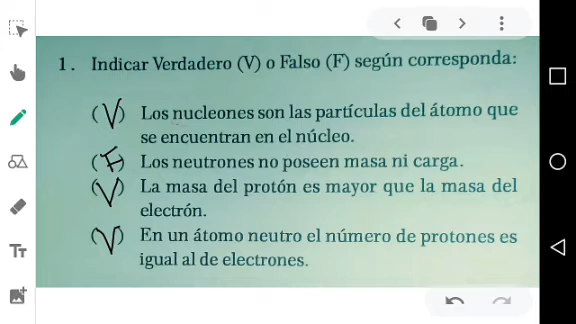 1. Indicar Verdadero (V) o Falso (F) según corresponda:
(V) Los nucleones son las partículas del átomo que
se encuentran en el núcleo.
(F) Los neutrones no poseen masa ni carga.
(V) La masa del protón es mayor que la masa del
electrón.
(V) En un átomo neutro el número de protones es
igual al de electrones.
Tт